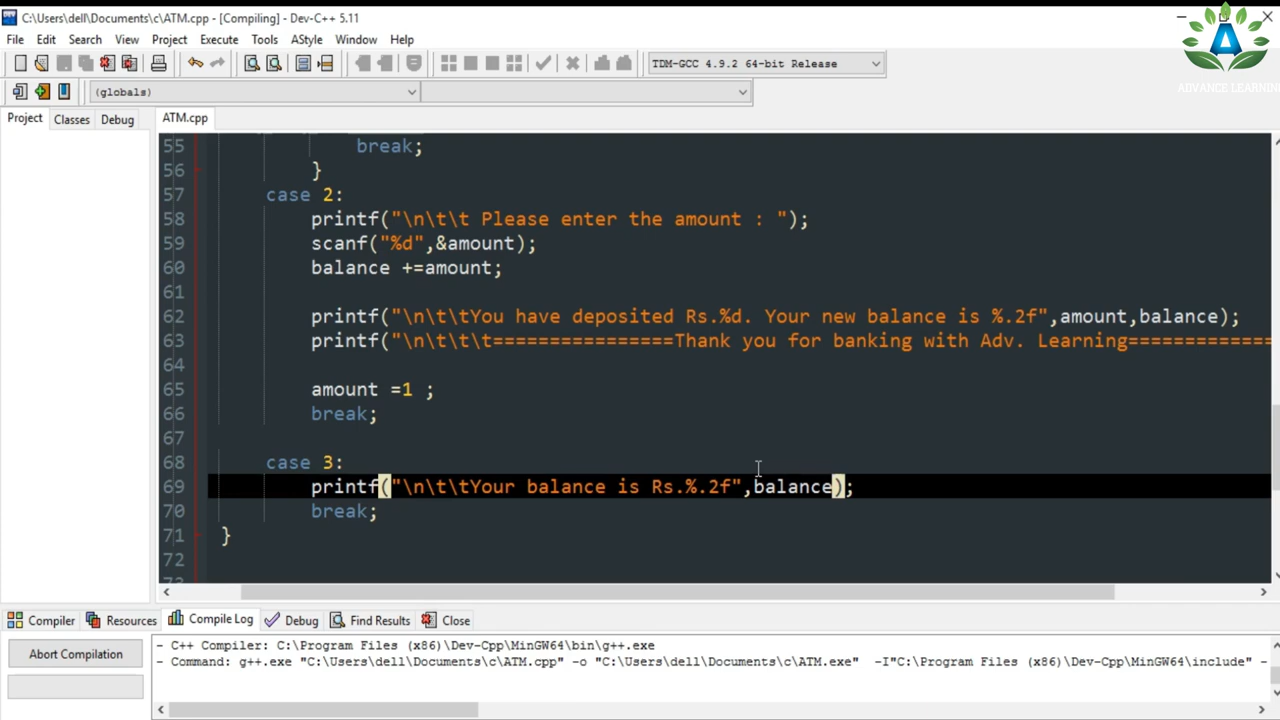 C:\Users\dell\Documents\c\ATM.cpp - [Compiling] - Dev-C++ 5.11
File Edit Search View Project Execute Tools AStyle Window Help
TDM-GCC 4.9.2 64-bit Release
(globals)
ADVANCE LEARNIN
Project Classes Debug ATM.cpp
55 break;
56 }
57 case 2:
58 printf("\n\t\t Please enter the amount : ");
59 scanf("%d",&amount);
60 balance +=amount;
61
62 printf("\n\t\tYou have deposited Rs.%d. Your new balance is %.2f",amount,balance);
63 printf("\n\t\t\t================Thank you for banking with Adv. Learning=============
64
65 amount =1 ;
66 break;
67
68 case 3:
69 printf("\n\t\tYour balance is Rs.%.2f",balance);
70 break;
71 }
72
Compiler Resources Compile Log Debug Find Results Close
Abort Compilation
- C++ Compiler: C:\Program Files (x86)\Dev-Cpp\MinGW64\bin\g++.exe
- Command: g++.exe "C:\Users\dell\Documents\c\ATM.cpp" -o "C:\Users\dell\Documents\c\ATM.exe" -I"C:\Program Files (x86)\Dev-Cpp\MinGW64\include" -